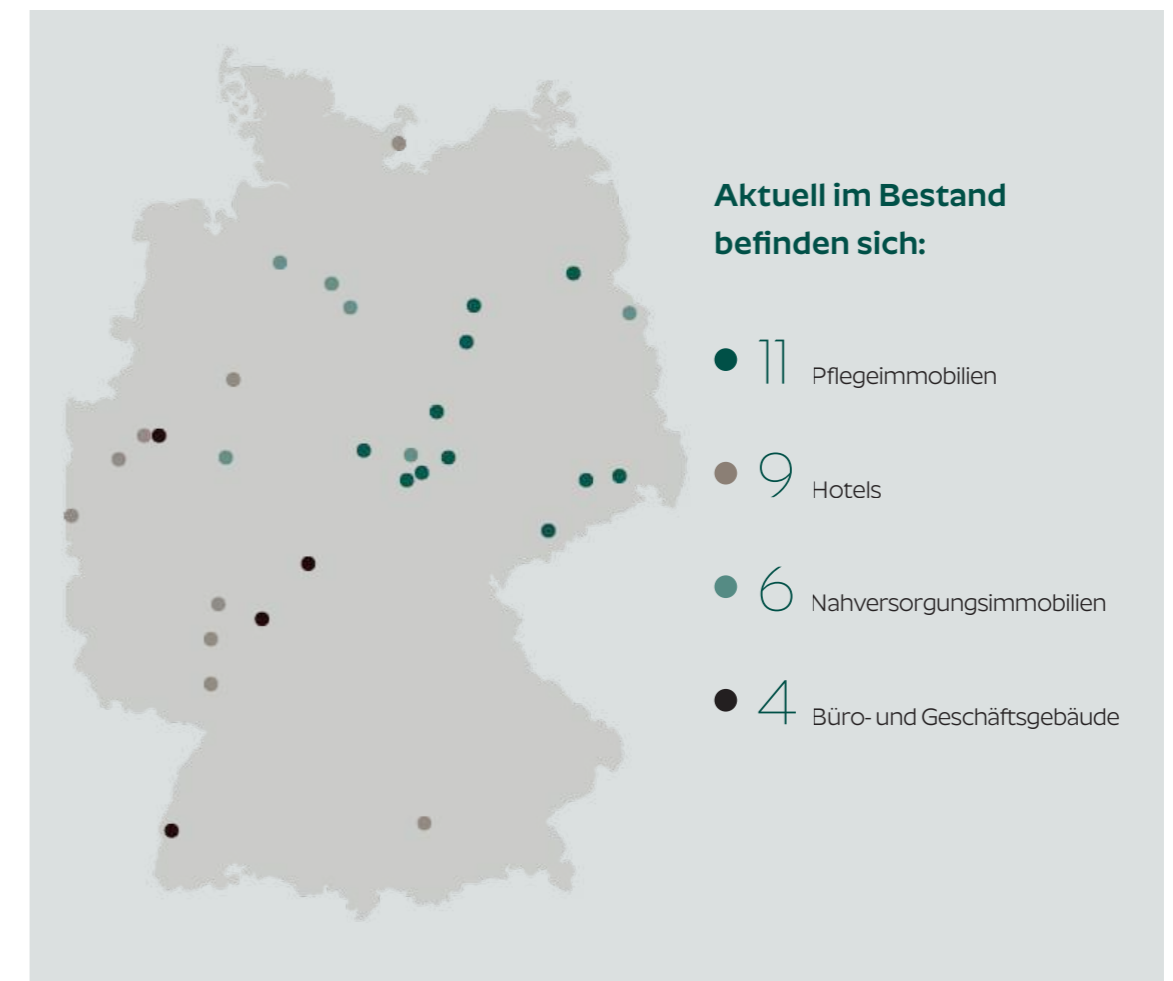 Aktuell im Bestand
befinden sich:
11 Pflegeimmobilien
9 Hotels
6 Nahversorgungsimmobilien
4 Büro- und Geschäftsgebäude